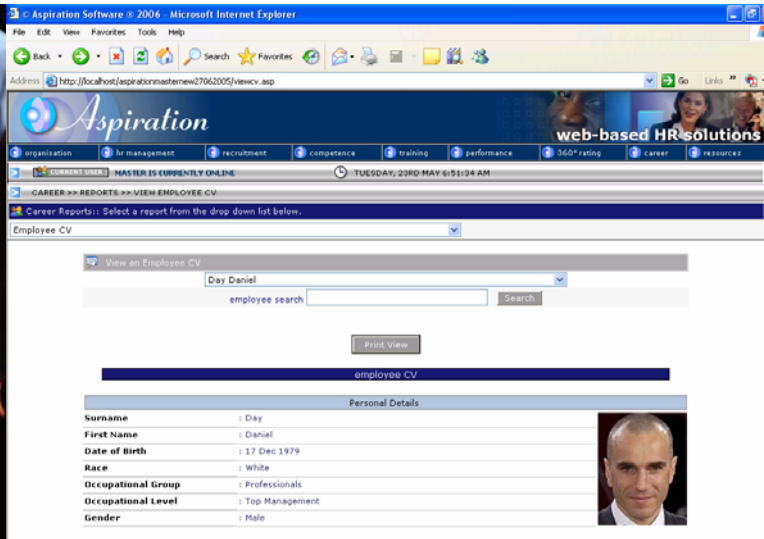 © Aspiration Software ® 2006 - Microsoft Internet Explorer
File Edit View Favorites Tools Help
Back Search Favorites
Address http://localhost/aspirationmasternew27062005/viewcv.asp Go Links »
Aspiration
web-based HR solutions
organisation hr management recruitment competence training performance 360° rating career resources
CURRENT USER MASTER IS CURRENTLY ONLINE TUESDAY, 23RD MAY 6:51:34 AM
CAREER >> REPORTS >> VIEW EMPLOYEE CV
Career Reports:: Select a report from the drop down list below.
Employee CV
View an Employee CV
Day Daniel
employee search Search
Print View
employee CV
Personal Details
Surname : Day
First Name : Daniel
Date of Birth : 17 Dec 1979
Race : White
Occupational Group : Professionals
Occupational Level : Top Management
Gender : Male